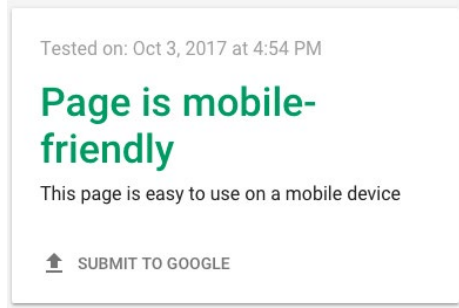 Tested on: Oct 3, 2017 at 4:54 PM
Page is mobile-
friendly
This page is easy to use on a mobile device
SUBMIT TO GOOGLE